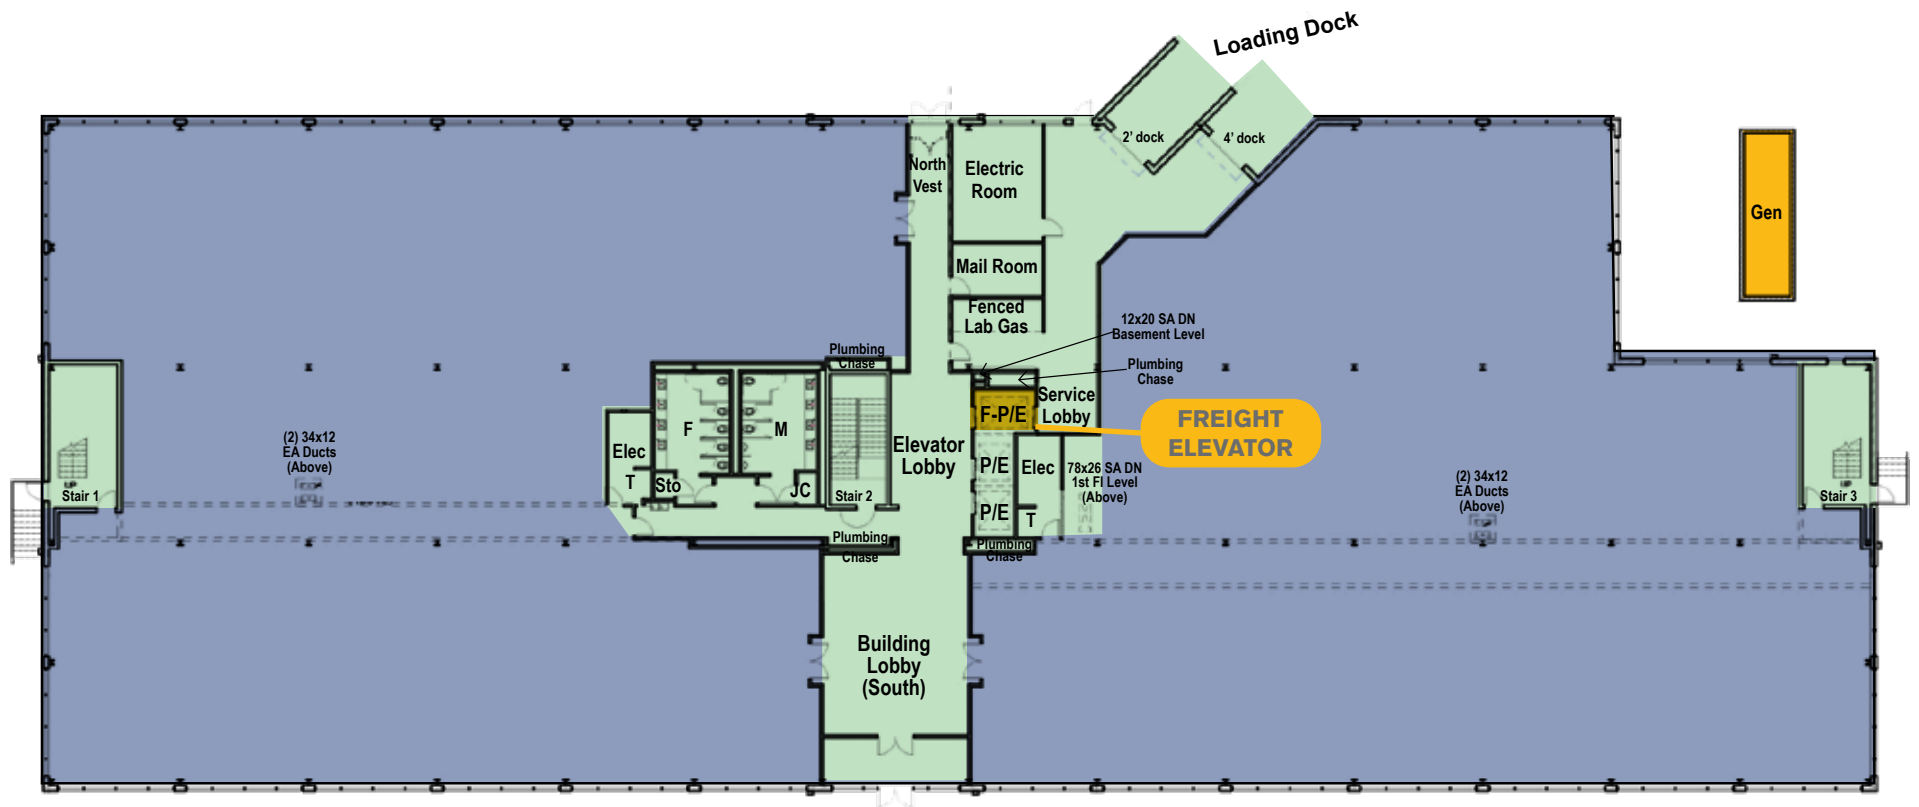 Loading Dock
2' dock
4' dock
North
Vest
Electric
Room
Gen
Mail Room
Fenced
Lab Gas
12x20 SA DN
Basement Level
Plumbing
Chase
Plumbing
Chase
Service
Lobby
F-P/E
FREIGHT
ELEVATOR
F
M
Elevator
Lobby
(2) 34x12
EA Ducts
(Above)
Elec
T
Sto
JC
P/E
P/E
Elec
T
78x26 SA DN
1st Fl Level
(Above)
(2) 34x12
EA Ducts
(Above)
UP
Stair 1
Stair 2
UP
Stair 3
Plumbing
Chase
Plumbing
Chase
Building
Lobby
(South)